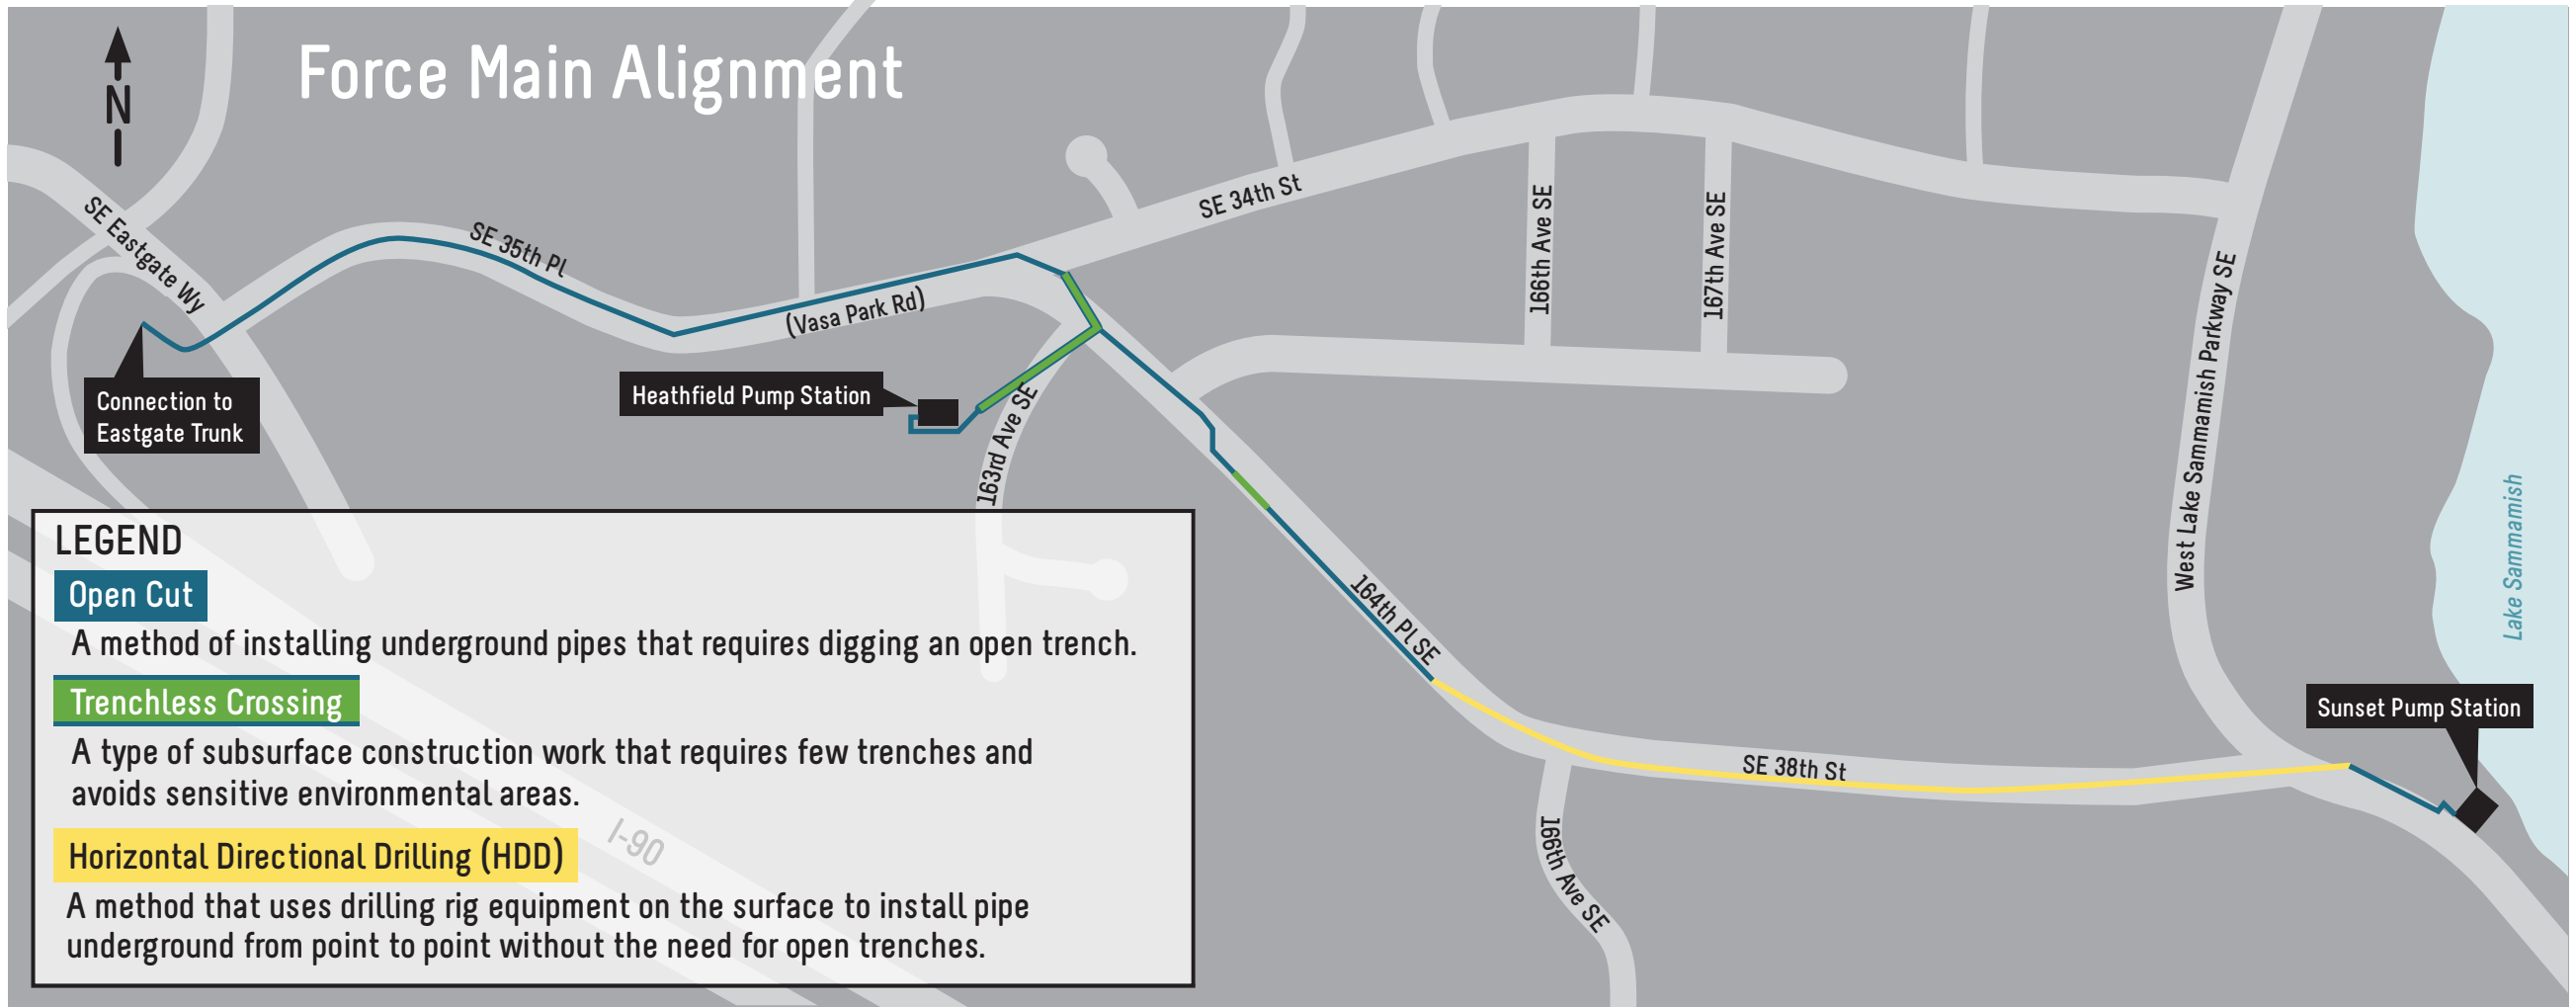 Force Main Alignment
N
SE Eastgate Wy
SE 35th Pl
(Vasa Park Rd)
SE 34th St
166th Ave SE
167th Ave SE
West Lake Sammamish Parkway SE
Lake Sammamish
Connection to
Eastgate Trunk
Heathfield Pump Station
163rd Ave SE
164th Pl SE
SE 38th St
166th Ave SE
Sunset Pump Station
LEGEND
Open Cut
A method of installing underground pipes that requires digging an open trench.
Trenchless Crossing
A type of subsurface construction work that requires few trenches and
avoids sensitive environmental areas.
I-90
Horizontal Directional Drilling (HDD)
A method that uses drilling rig equipment on the surface to install pipe
underground from point to point without the need for open trenches.